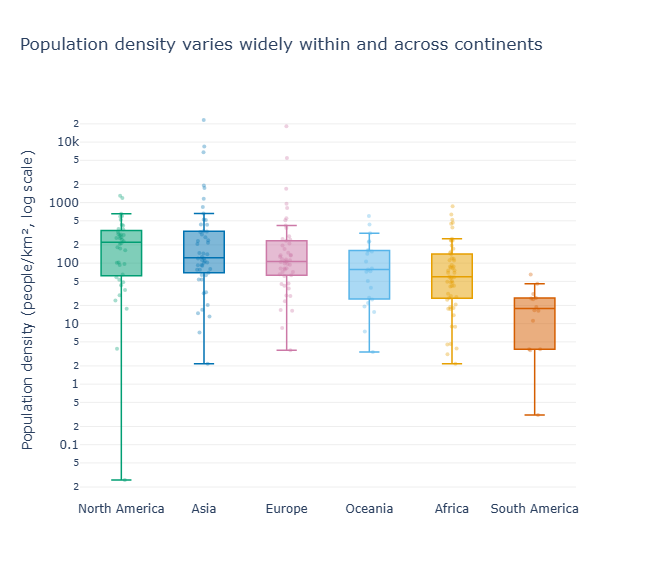 Population density varies widely within and across continents
Population density (people/km², log scale)
2
10k
5
2
1000
5
2
100
5
2
10
5
2
1
5
2
0.1
5
2
North America
Asia
Europe
Oceania
Africa
South America